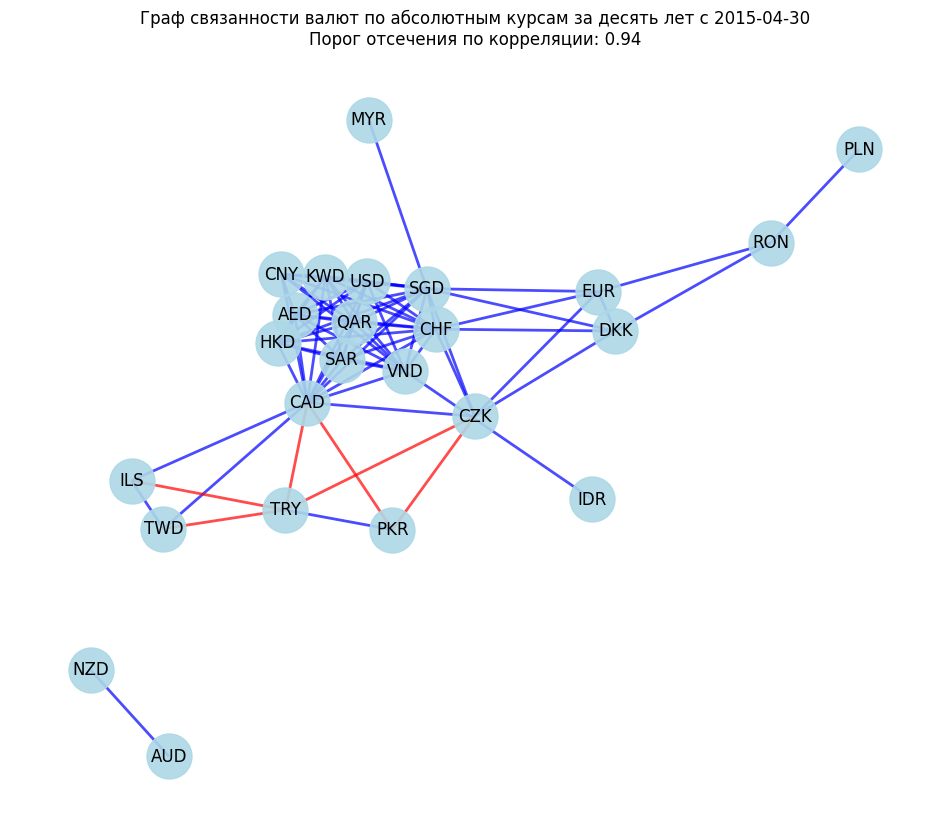 Граф связанности валют по абсолютным курсам за десять лет с 2015-04-30
Порог отсечения по корреляции: 0.94
MYR
PLN
RON
CNY
KWD
USD
SGD
EUR
AED
QAR
CHF
DKK
HKD
SAR
VND
CAD
CZK
ILS
IDR
TWD
TRY
PKR
NZD
AUD